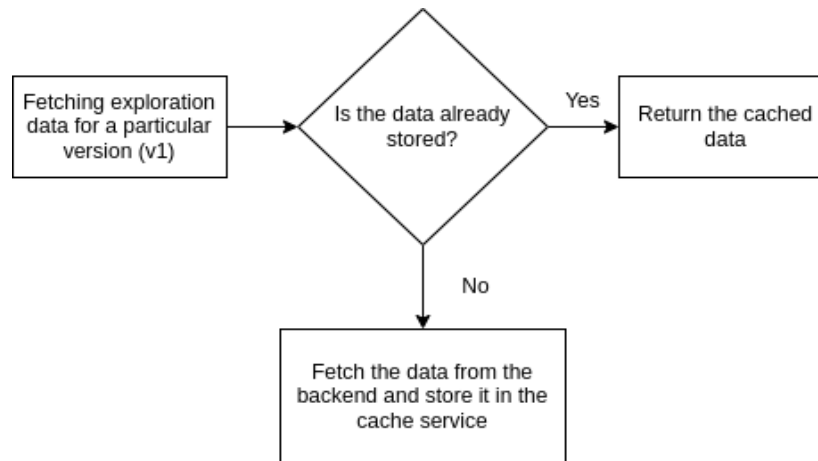 Fetching exploration
data for a particular
version (v1)
Is the data already
stored?
Yes
Return the cached
data
No
Fetch the data from the
backend and store it in the
cache service